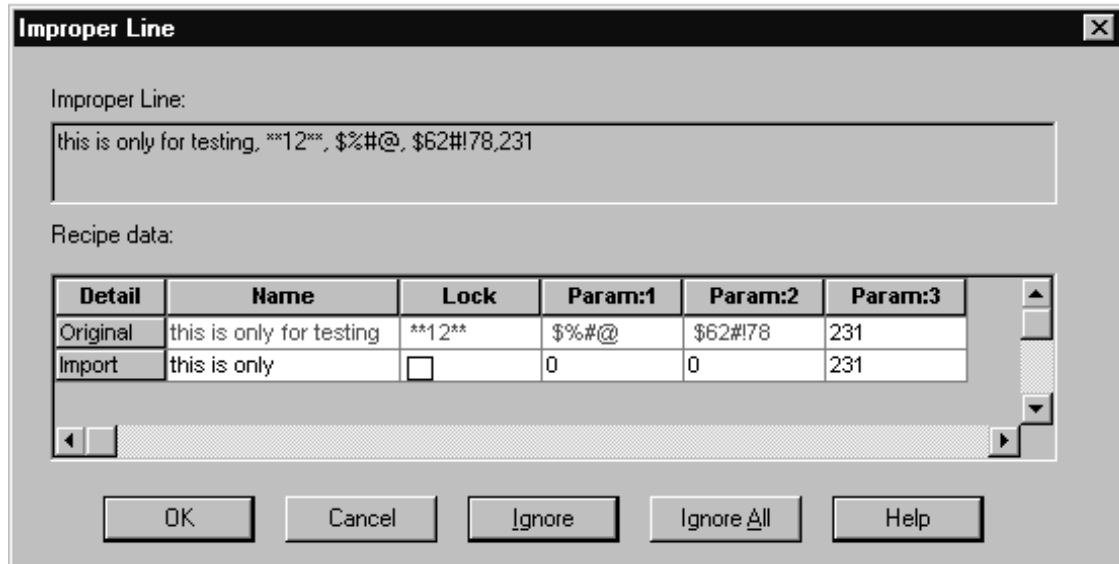 Improper Line
Improper Line:
this is only for testing, **12**, $%#@, $62#!78,231
Recipe data:
Detail Name Lock Param:1 Param:2 Param:3
Original this is only for testing **12** $%#@ $62#!78 231
Import this is only 0 0 231
OK Cancel Ignore Ignore All Help